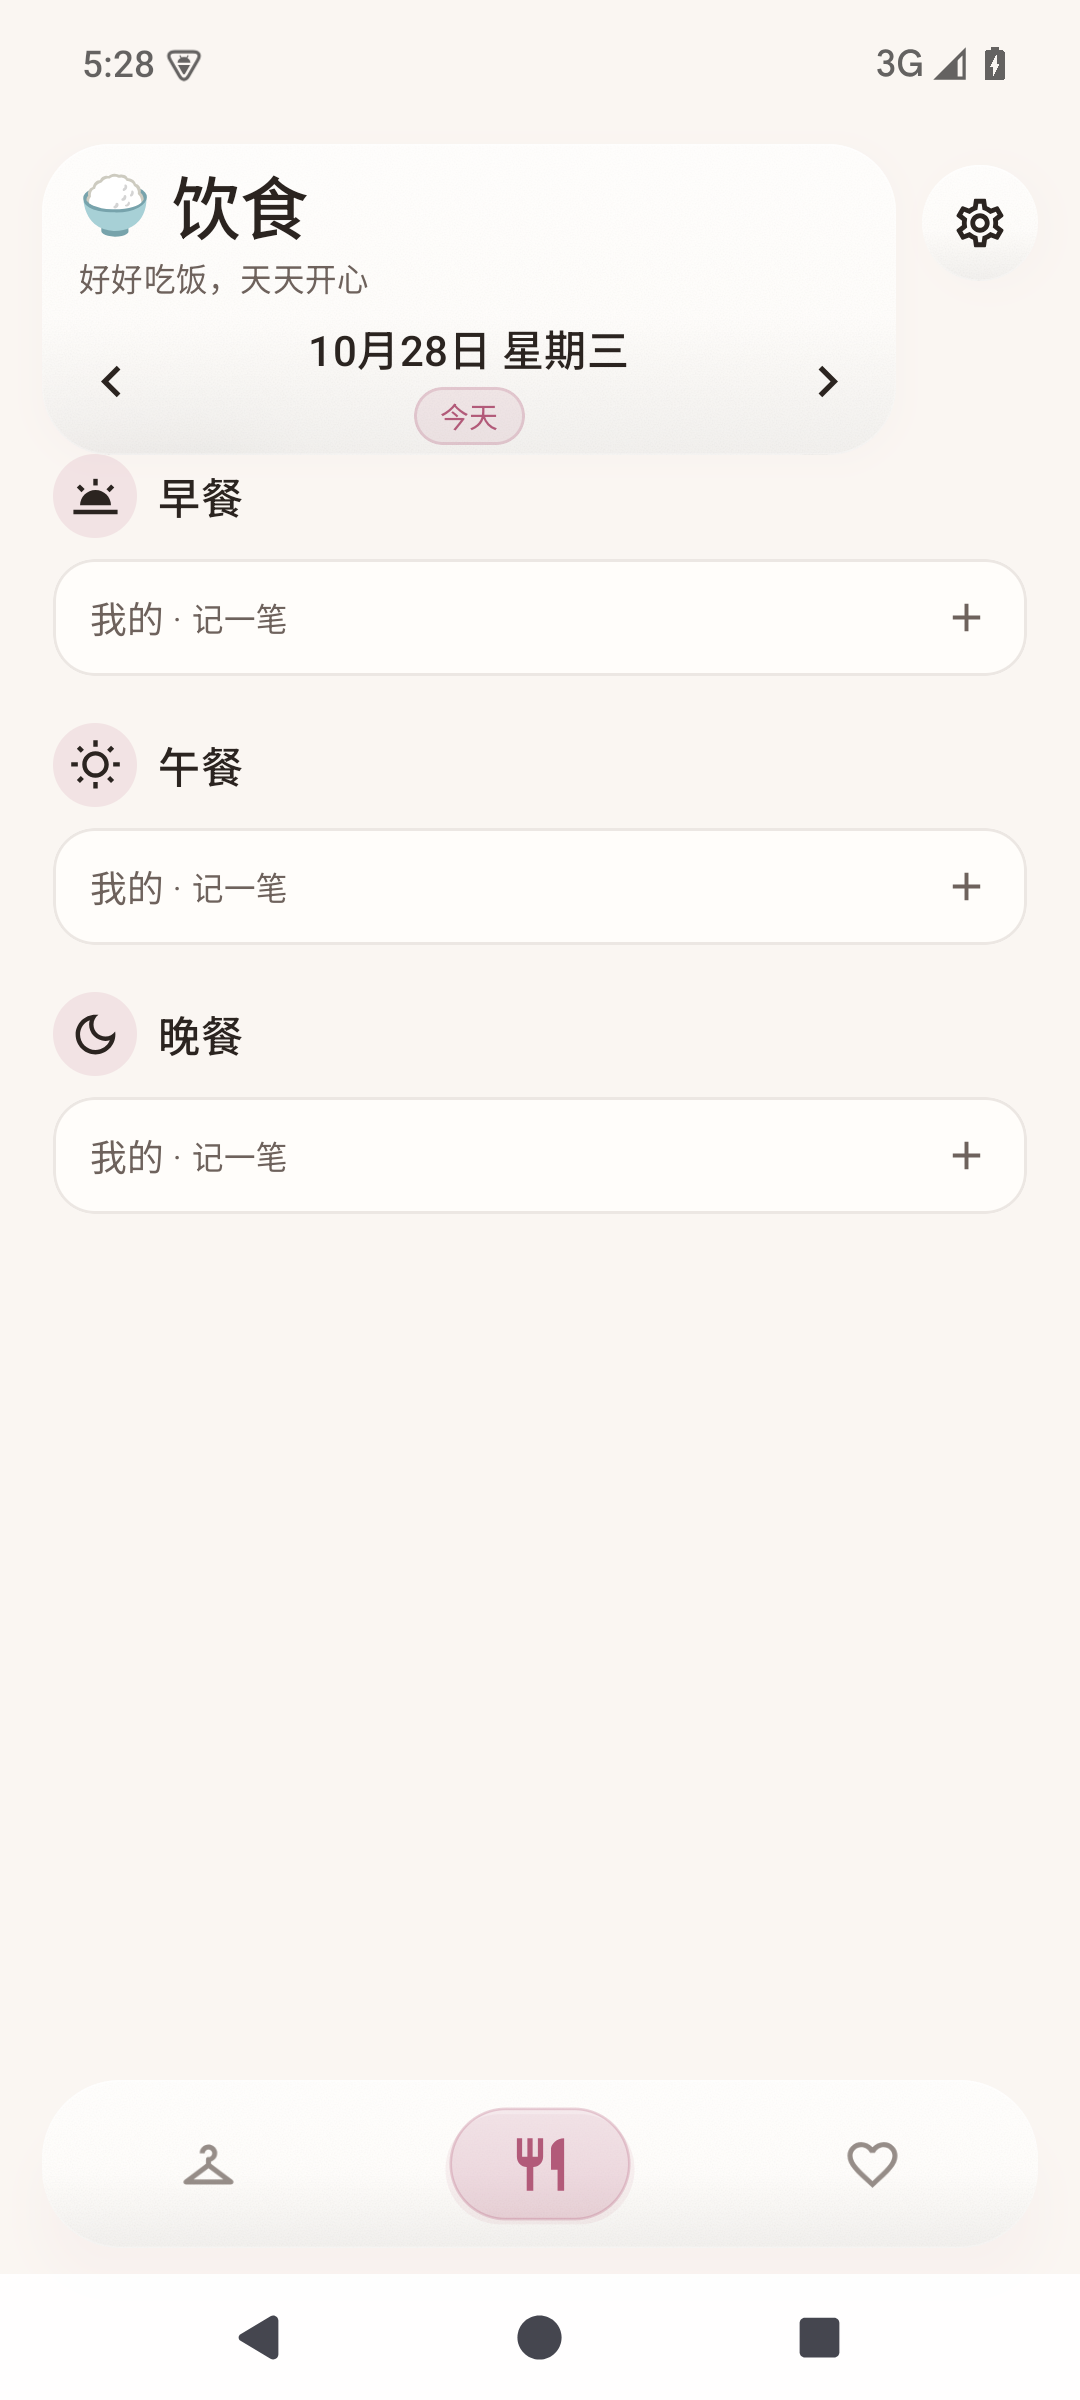 5:28 3G
饮食
好好吃饭，天天开心
10月28日 星期三
今天
早餐
我的 · 记一笔
午餐
我的 · 记一笔
晚餐
我的 · 记一笔